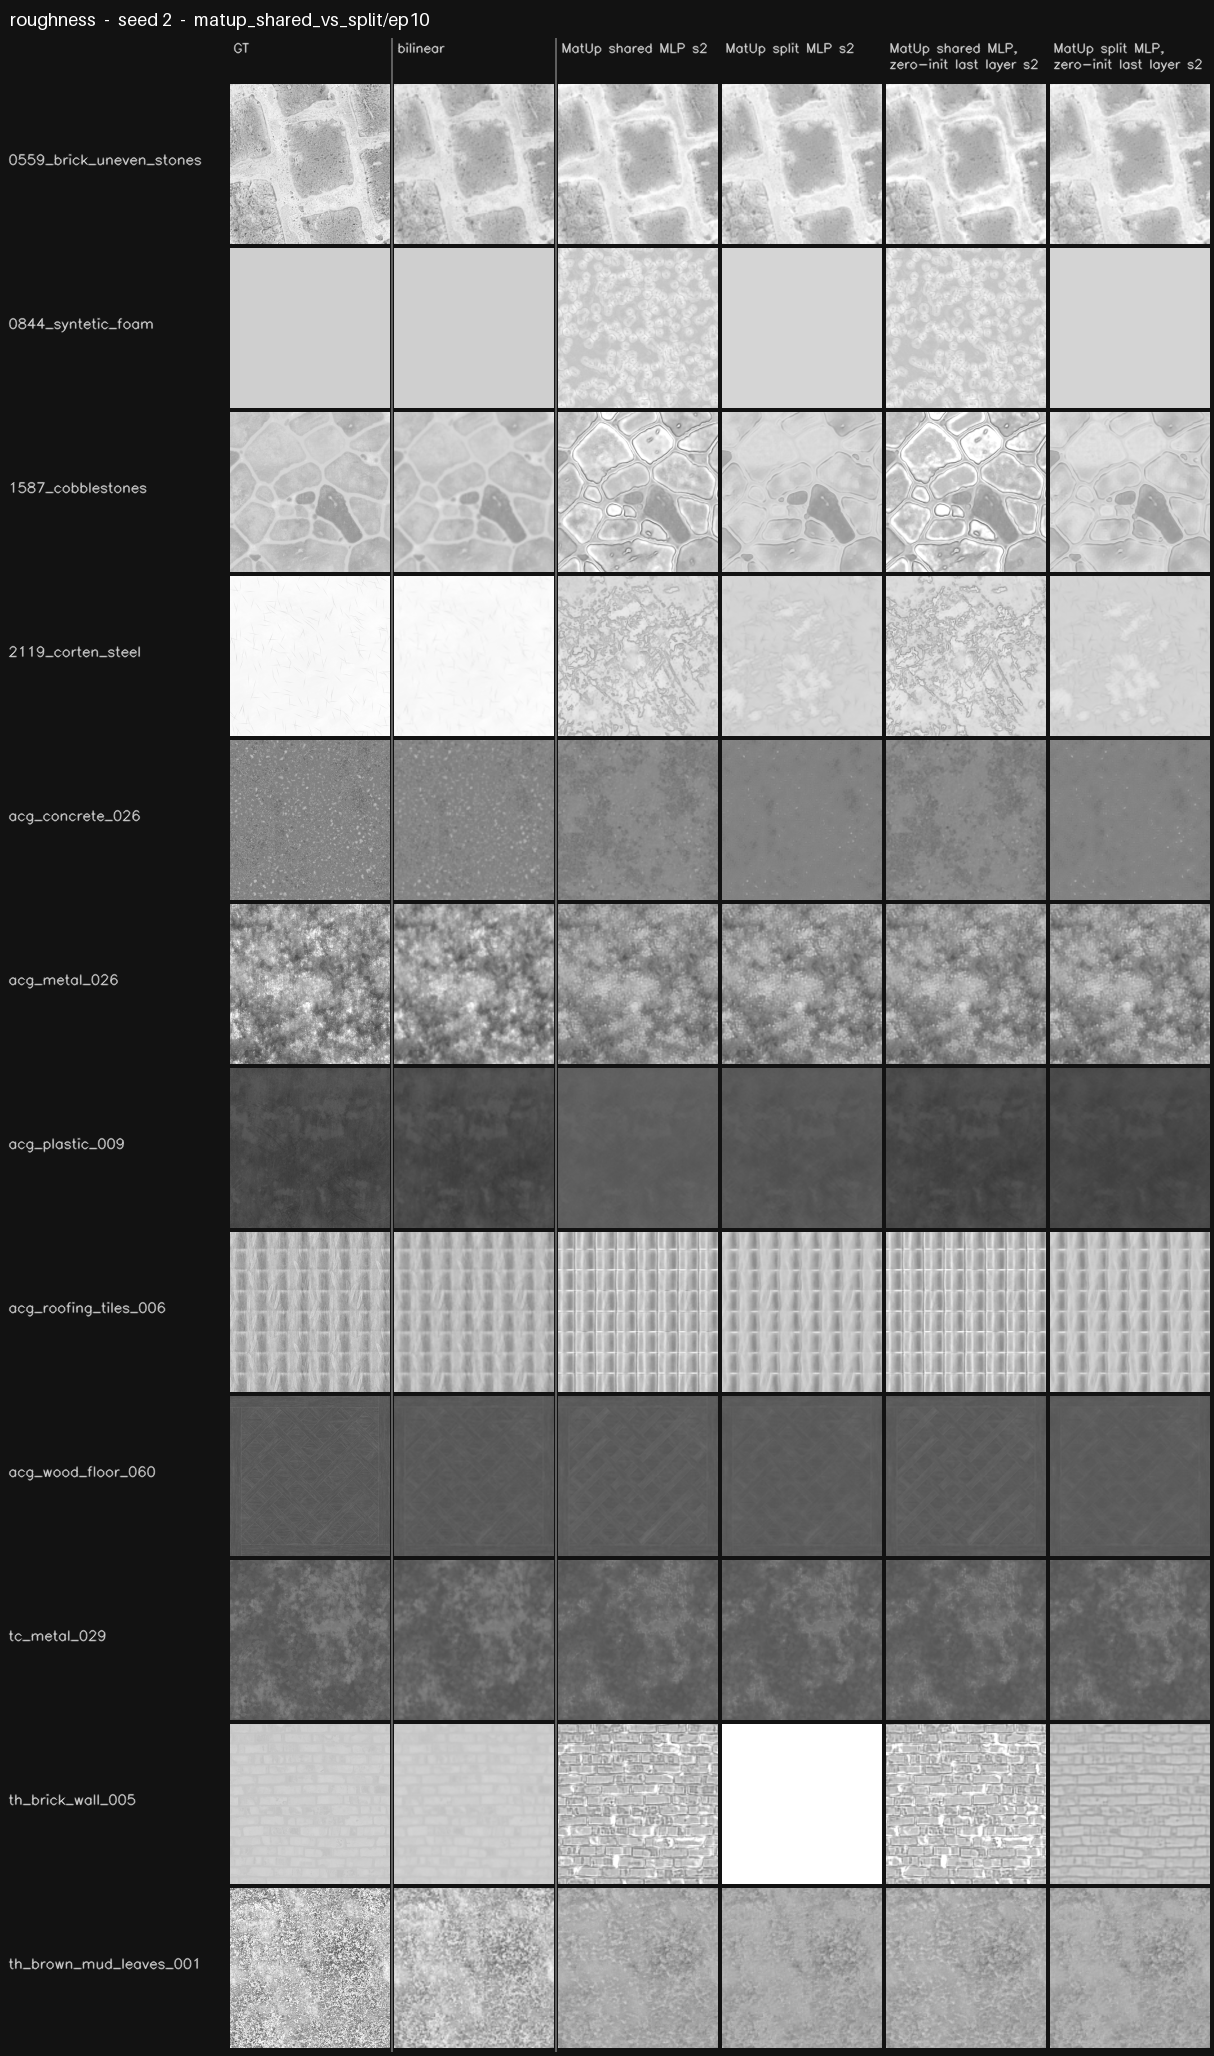 roughness - seed 2 - matup_shared_vs_split/ep10
GT
bilinear
MatUp shared MLP s2
MatUp split MLP s2
MatUp shared MLP,
zero-init last layer s2
MatUp split MLP,
zero-init last layer s2
0559_brick_uneven_stones
0844_syntetic_foam
1587_cobblestones
2119_corten_steel
acg_concrete_026
acg_metal_026
acg_plastic_009
acg_roofing_tiles_006
acg_wood_floor_060
tc_metal_029
th_brick_wall_005
th_brown_mud_leaves_001